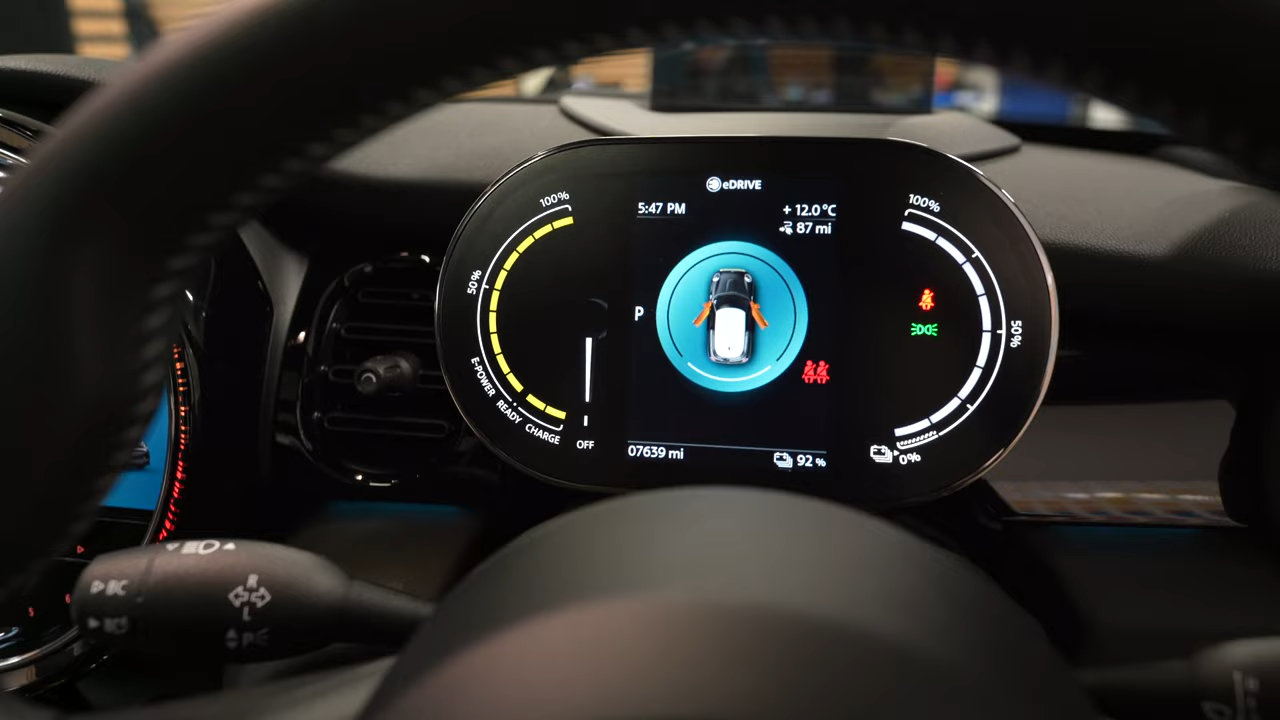 eDRIVE
5:47 PM
+ 12.0°C
87 mi
P
07639 mi
92 %
100%
50%
E-POWER
READY
CHARGE
OFF
100%
50%
0%
BC
R
L
P